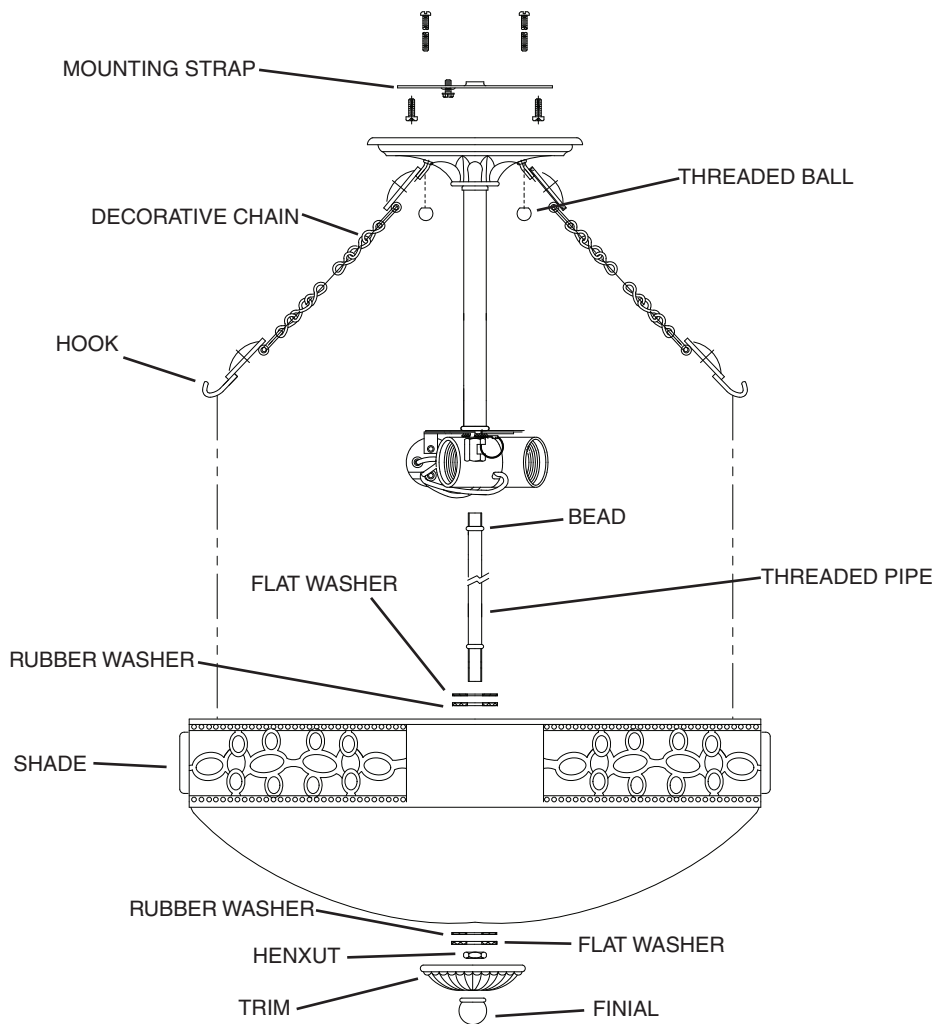 MOUNTING STRAP
THREADED BALL
DECORATIVE CHAIN
HOOK
BEAD
FLAT WASHER
THREADED PIPE
RUBBER WASHER
SHADE
RUBBER WASHER
FLAT WASHER
HENXUT
TRIM
FINIAL